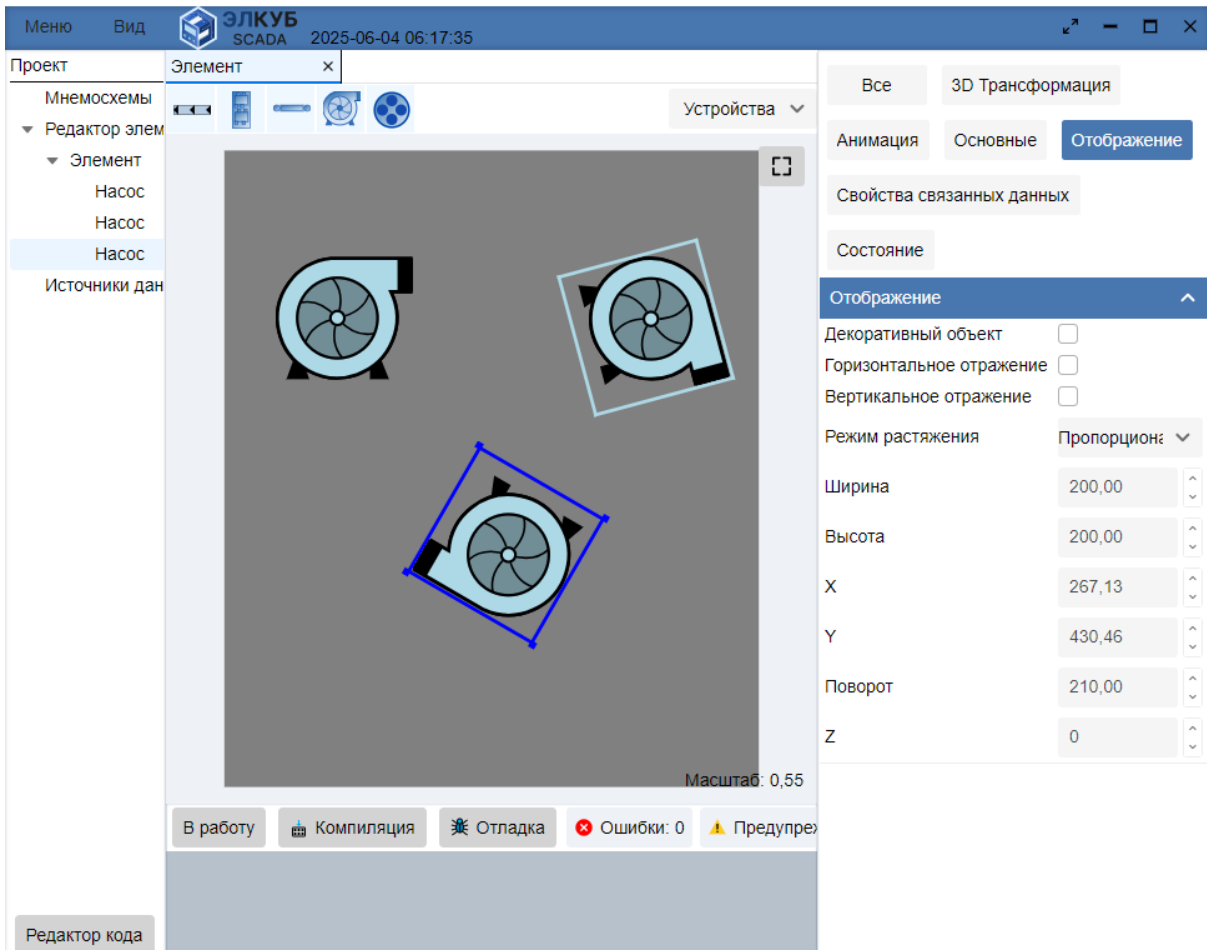 Меню Вид ЭЛКУБ
SCADA 2025-06-04 06:17:35
Проект
Мнемосхемы
Редактор элем
Элемент
Насос
Насос
Насос
Источники дан
Редактор кода
Элемент
Устройства
Масштаб: 0,55
В работу Компиляция Отладка Ошибки: 0 Предупре
Все 3D Трансформация
Анимация Основные Отображение
Свойства связанных данных
Состояние
Отображение
Декоративный объект
Горизонтальное отражение
Вертикальное отражение
Режим растяжения Пропорциона
Ширина 200,00
Высота 200,00
X 267,13
Y 430,46
Поворот 210,00
Z 0